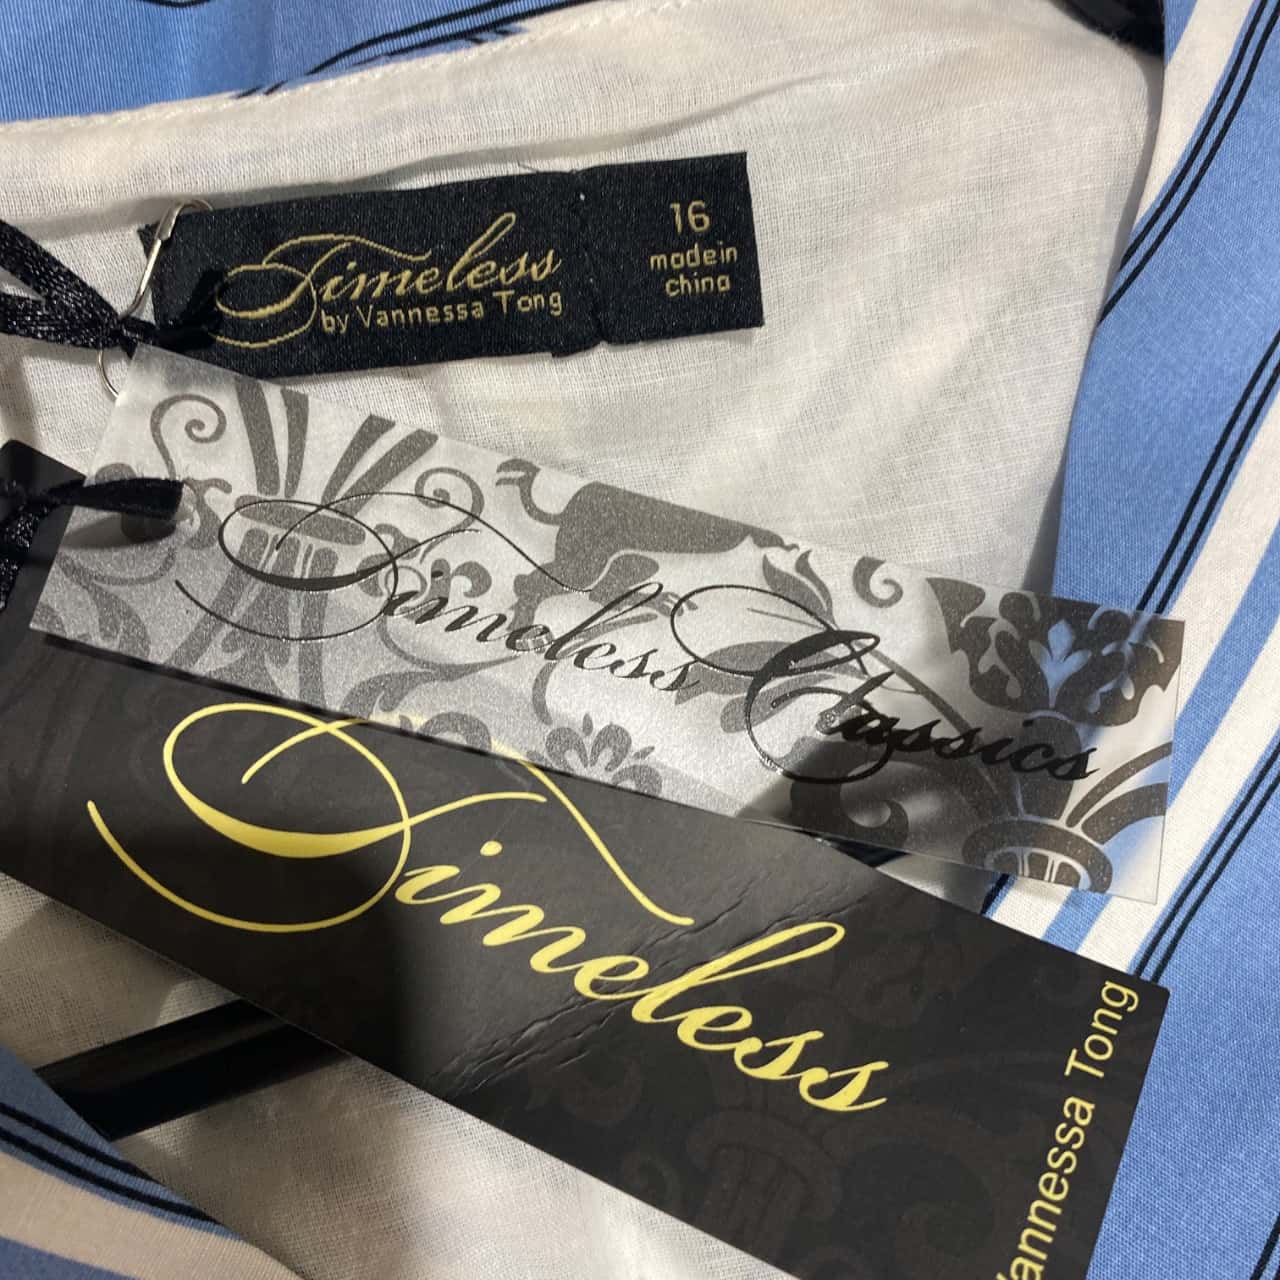 Timeless
by Vannessa Tong
16
made in
china
Timeless Classics
Timeless
Vannessa Tong